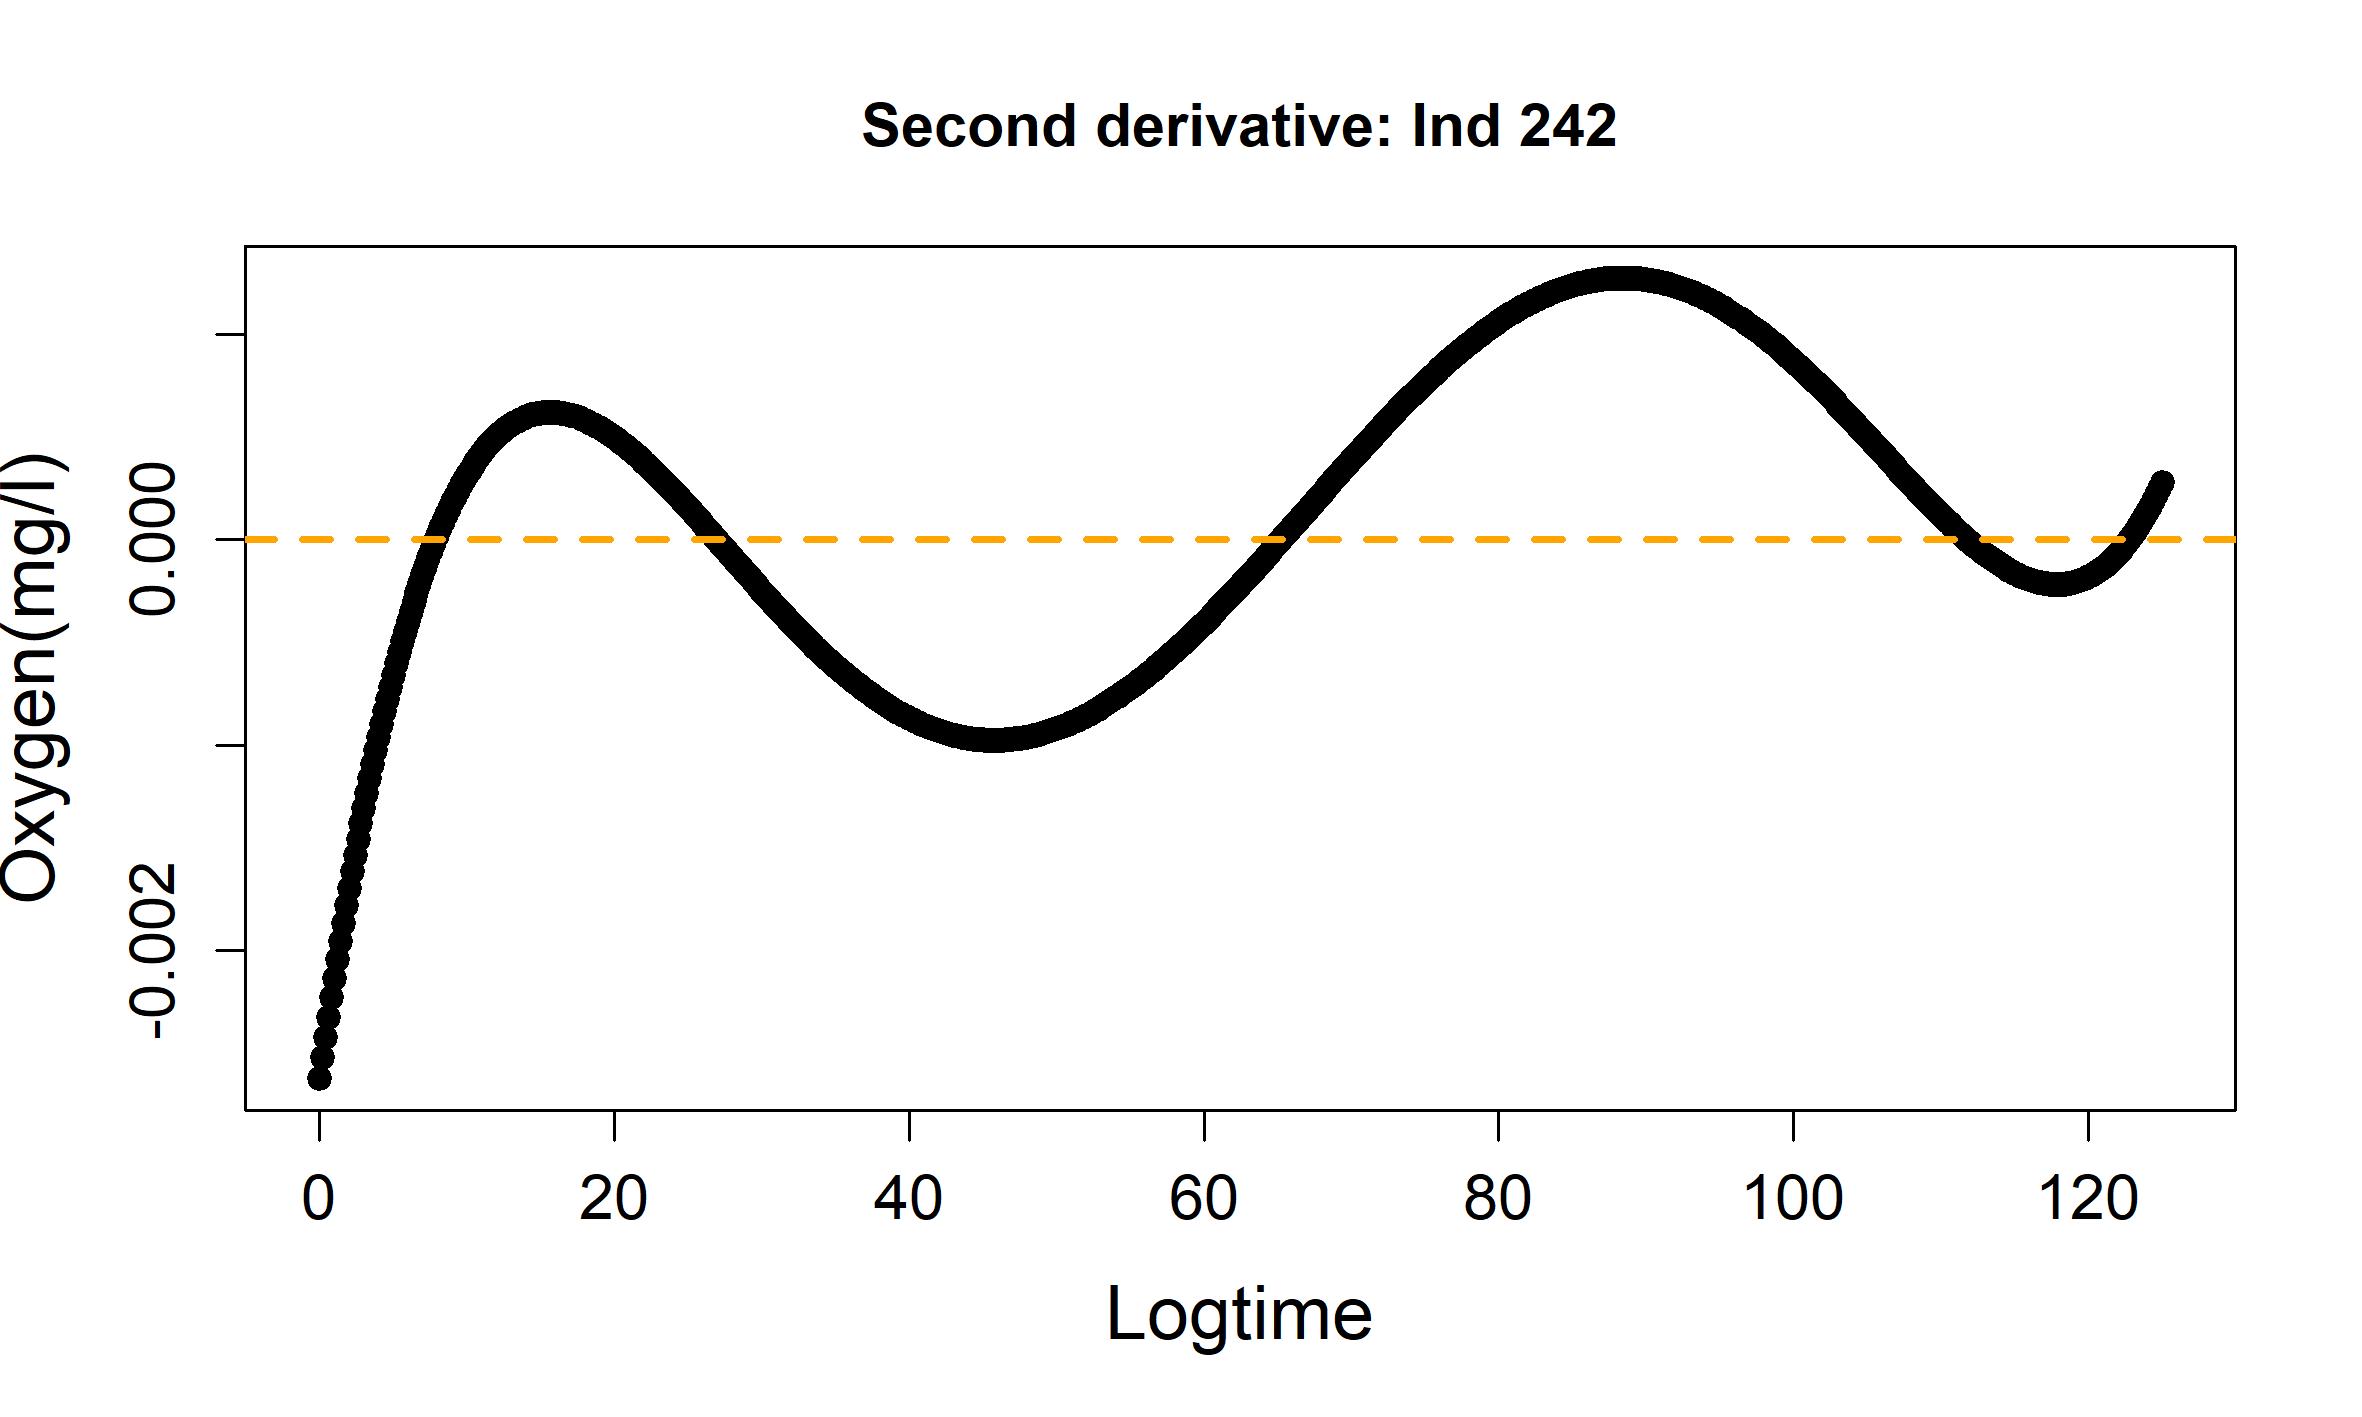 Second derivative: Ind 242
Oxygen(mg/l)
0.000
-0.002
0 20 40 60 80 100 120
Logtime